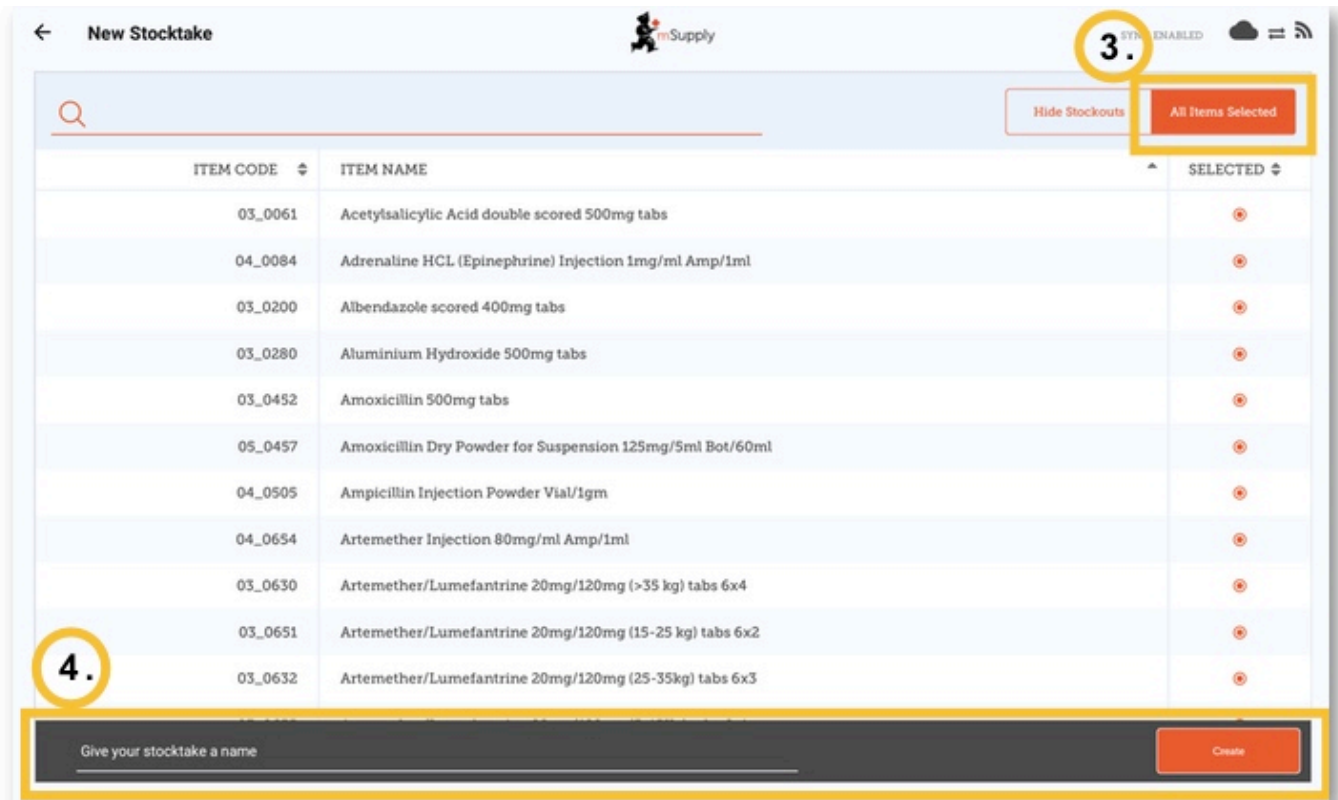 New Stocktake
mSupply
3.
ENABLED
Hide Stockouts
All Items Selected
ITEM CODE
ITEM NAME
SELECTED
03_0061 Acetylsalicylic Acid double scored 500mg tabs
04_0084 Adrenaline HCL (Epinephrine) Injection 1mg/ml Amp/1ml
03_0200 Albendazole scored 400mg tabs
03_0280 Aluminium Hydroxide 500mg tabs
03_0452 Amoxicillin 500mg tabs
05_0457 Amoxicillin Dry Powder for Suspension 125mg/5ml Bot/60ml
04_0505 Ampicillin Injection Powder Vial/1gm
04_0654 Artemether Injection 80mg/ml Amp/1ml
03_0630 Artemether/Lumefantrine 20mg/120mg (>35 kg) tabs 6x4
03_0651 Artemether/Lumefantrine 20mg/120mg (15-25 kg) tabs 6x2
4.
03_0632 Artemether/Lumefantrine 20mg/120mg (25-35kg) tabs 6x3
Give your stocktake a name
Create